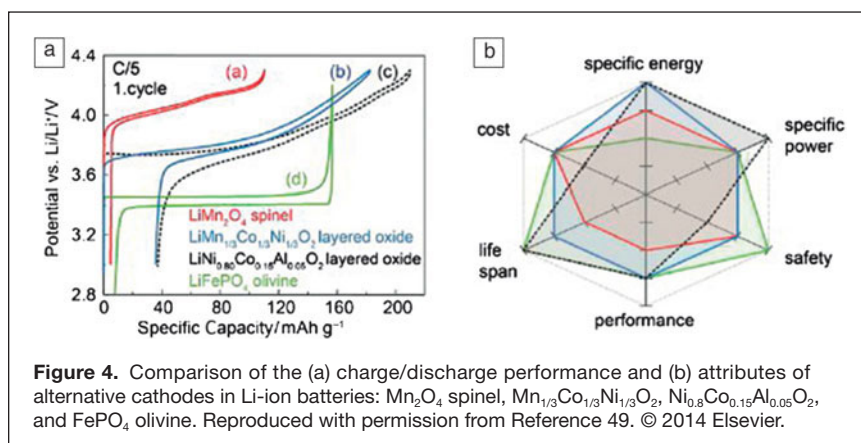 a
4.4
4.0
3.6
3.2
2.8
Potential vs. Li/Li⁺/V
C/5
1.cycle
(a)
(b)
(c)
(d)
LiMn₂O₄ spinel
LiMn₁/₃Co₁/₃Ni₁/₃O₂ layered oxide
LiNi₀.₈₀Co₀.₁₅Al₀.₀₅O₂ layered oxide
LiFePO₄ olivine
0 40 80 120 160 200
Specific Capacity/mAh g⁻¹
b
specific energy
cost
specific
power
life
span
safety
performance
Figure 4. Comparison of the (a) charge/discharge performance and (b) attributes of
alternative cathodes in Li-ion batteries: Mn₂O₄ spinel, Mn₁/₃Co₁/₃Ni₁/₃O₂, Ni₀.₈Co₀.₁₅Al₀.₀₅O₂,
and FePO₄ olivine. Reproduced with permission from Reference 49. © 2014 Elsevier.